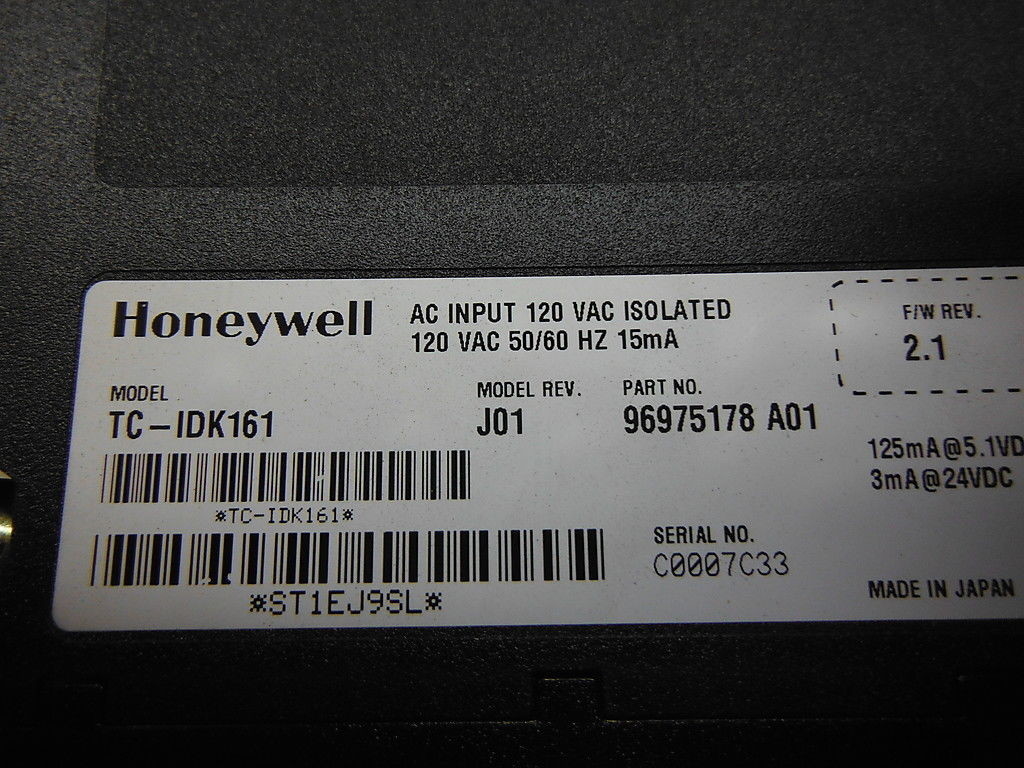 Honeywell
AC INPUT 120 VAC ISOLATED
120 VAC 50/60 HZ 15mA
F/W REV.
2.1
MODEL
TC-IDK161
MODEL REV.
J01
PART NO.
96975178 A01
125mA@5.1VD
3mA@24VDC
*TC-IDK161*
*ST1EJ9SL*
SERIAL NO.
C0007C33
MADE IN JAPAN